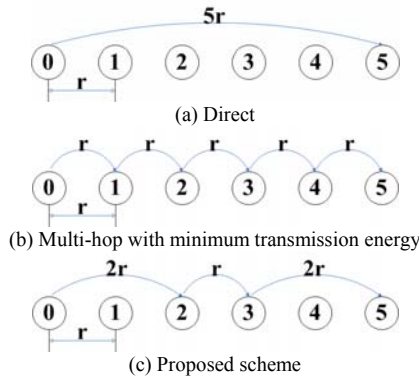 5r
0 1 2 3 4 5
r
(a) Direct
r r r r r
0 1 2 3 4 5
r
(b) Multi-hop with minimum transmission energy
2r r 2r
0 1 2 3 4 5
r
(c) Proposed scheme